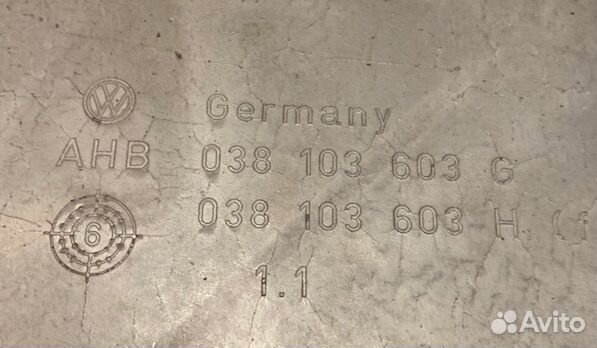 Germany
AHB 038 103 603 G
038 103 603 H (f
6
1.1
Avito